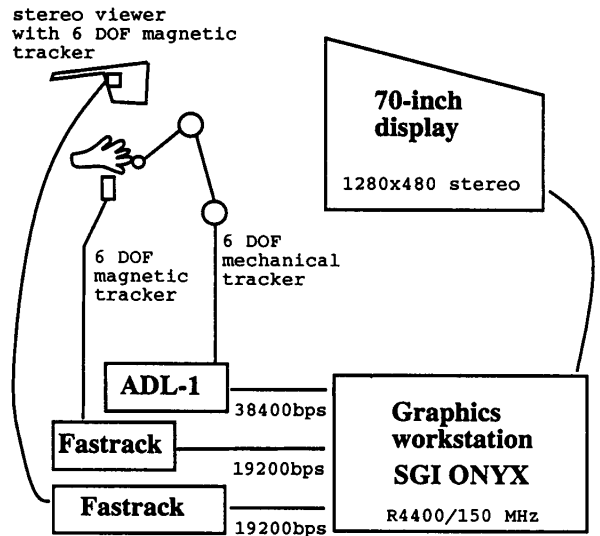 stereo viewer
with 6 DOF magnetic
tracker
70-inch
display
1280x480 stereo
6 DOF
mechanical
tracker
6 DOF
magnetic
tracker
ADL-1
38400bps
Fastrack
19200bps
Fastrack
19200bps
Graphics
workstation
SGI ONYX
R4400/150 MHz